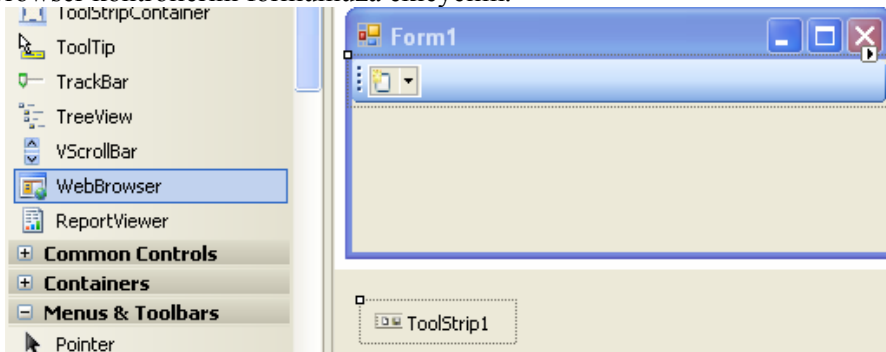 ToolStripContainer
ToolTip
TrackBar
TreeView
VScrollBar
WebBrowser
ReportViewer
Common Controls
Containers
Menus & Toolbars
Pointer
Form1
ToolStrip1